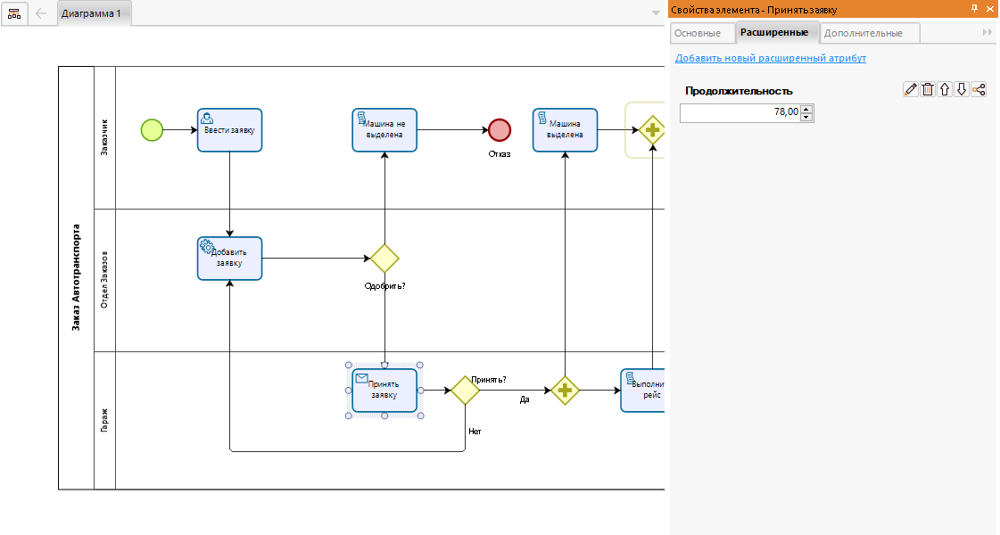 Диаграмма 1
Свойства элемента - Принять заявку
Основные
Расширенные
Дополнительные
Добавить новый расширенный атрибут
Продолжительность
78,00
Заказ Автотранспорта
Заказчик
Ввести заявку
Машина не
выделена
Отказ
Машина
выделена
Отдел Заказов
Добавить
заявку
Одобрить?
Гараж
Принять
заявку
Принять?
Да
Нет
Выполни
рейс